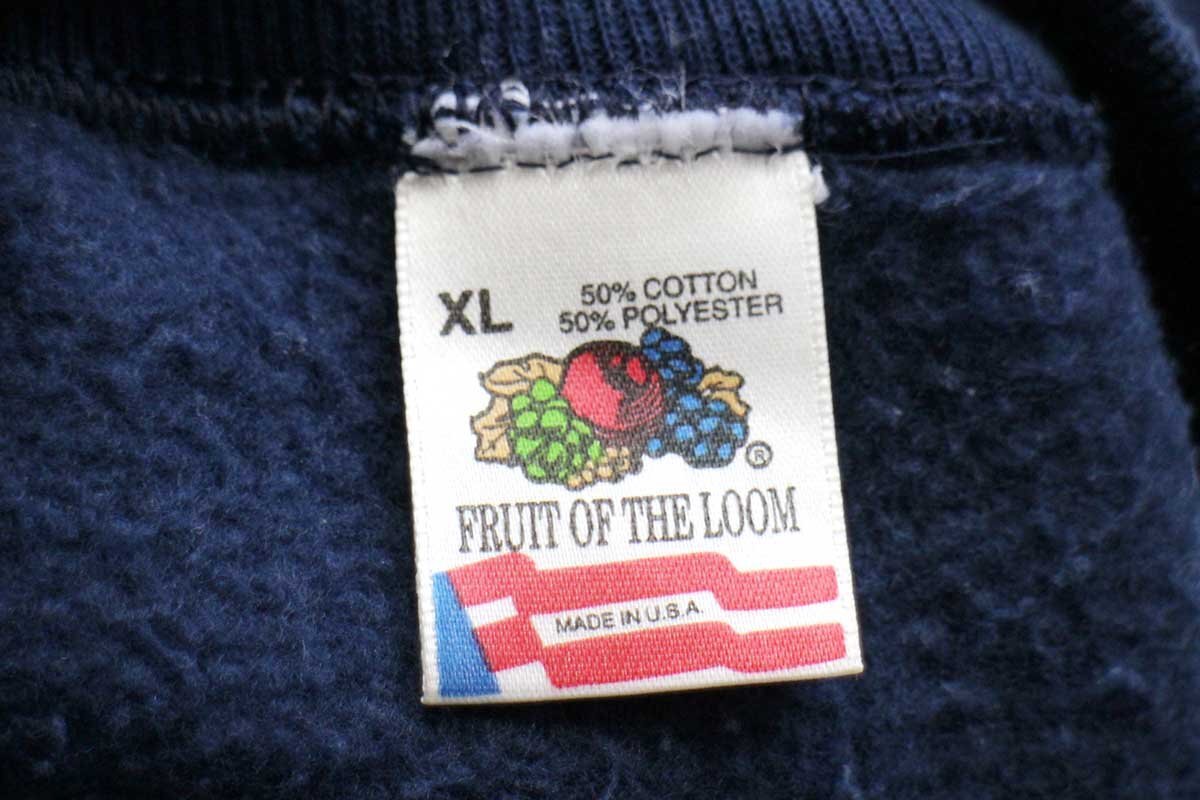 XL
50% COTTON
50% POLYESTER
®
FRUIT OF THE LOOM
MADE IN U.S.A.